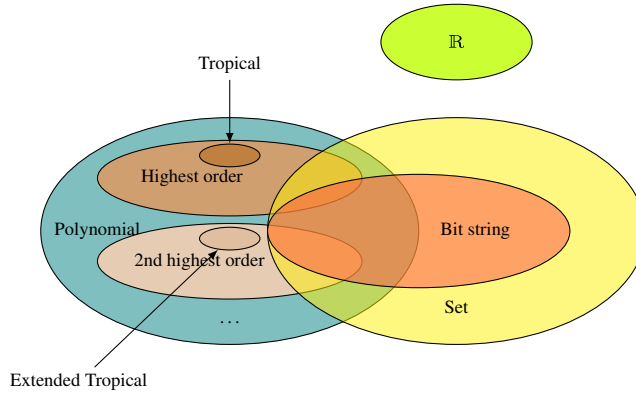 ℝ
Tropical
Highest order
Polynomial
Bit string
2nd highest order
Set
...
Extended Tropical